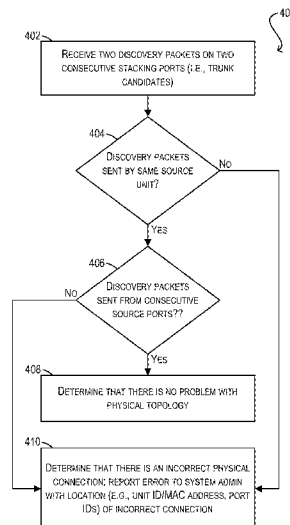 40
402
RECEIVE TWO DISCOVERY PACKETS ON TWO
CONSECUTIVE STACKING PORTS (I.E., TRUNK
CANDIDATES)
404
DISCOVERY PACKETS
SENT BY SAME SOURCE
UNIT?
NO
YES
406
DISCOVERY PACKETS
SENT FROM CONSECUTIVE
SOURCE PORTS??
NO
YES
408
DETERMINE THAT THERE IS NO PROBLEM WITH
PHYSICAL TOPOLOGY
410
DETERMINE THAT THERE IS AN INCORRECT PHYSICAL
CONNECTION; REPORT ERROR TO SYSTEM ADMIN
WITH LOCATION (E.G., UNIT ID/MAC ADDRESS, PORT
IDS) OF INCORRECT CONNECTION